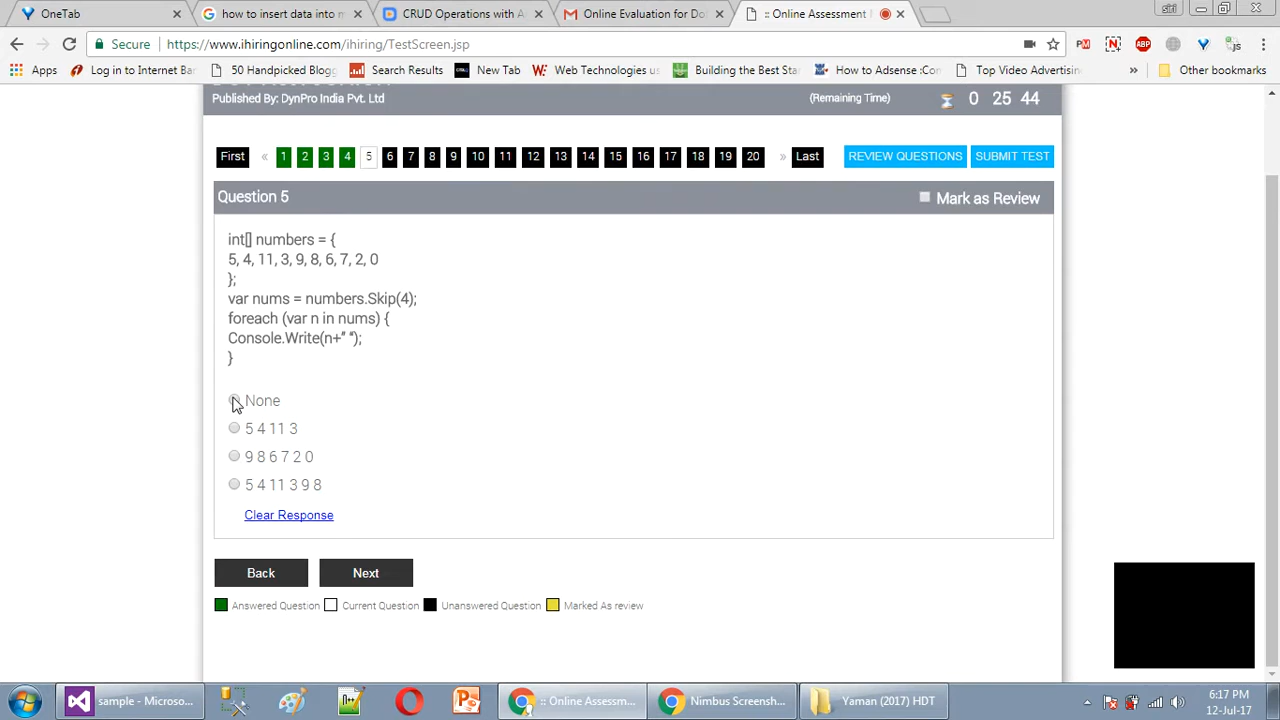 OneTab
how to insert data into m
CRUD Operations with A
Online Evaluation for Do
:: Online Assessment
Secure
https://www.ihiringonline.com/ihiring/TestScreen.jsp
Apps
Log in to Internet Ba
50 Handpicked Blog
Search Results
New Tab
Web Technologies us
Building the Best Sta
How to Adsense :Con
Top Video Advertisin
»
Other bookmarks
Published By: DynPro India Pvt. Ltd
(Remaining Time)
0 25 44
First « 1 2 3 4 5 6 7 8 9 10 11 12 13 14 15 16 17 18 19 20 » Last
REVIEW QUESTIONS
SUBMIT TEST
Question 5
Mark as Review
int[] numbers = {
5, 4, 11, 3, 9, 8, 6, 7, 2, 0
};
var nums = numbers.Skip(4);
foreach (var n in nums) {
Console.Write(n+” “);
}
None
5 4 11 3
9 8 6 7 2 0
5 4 11 3 9 8
Clear Response
Back
Next
Answered Question
Current Question
Unanswered Question
Marked As review
sample - Microso...
:: Online Assessm...
Nimbus Screensh...
Yaman (2017) HDT
6:17 PM
12-Jul-17